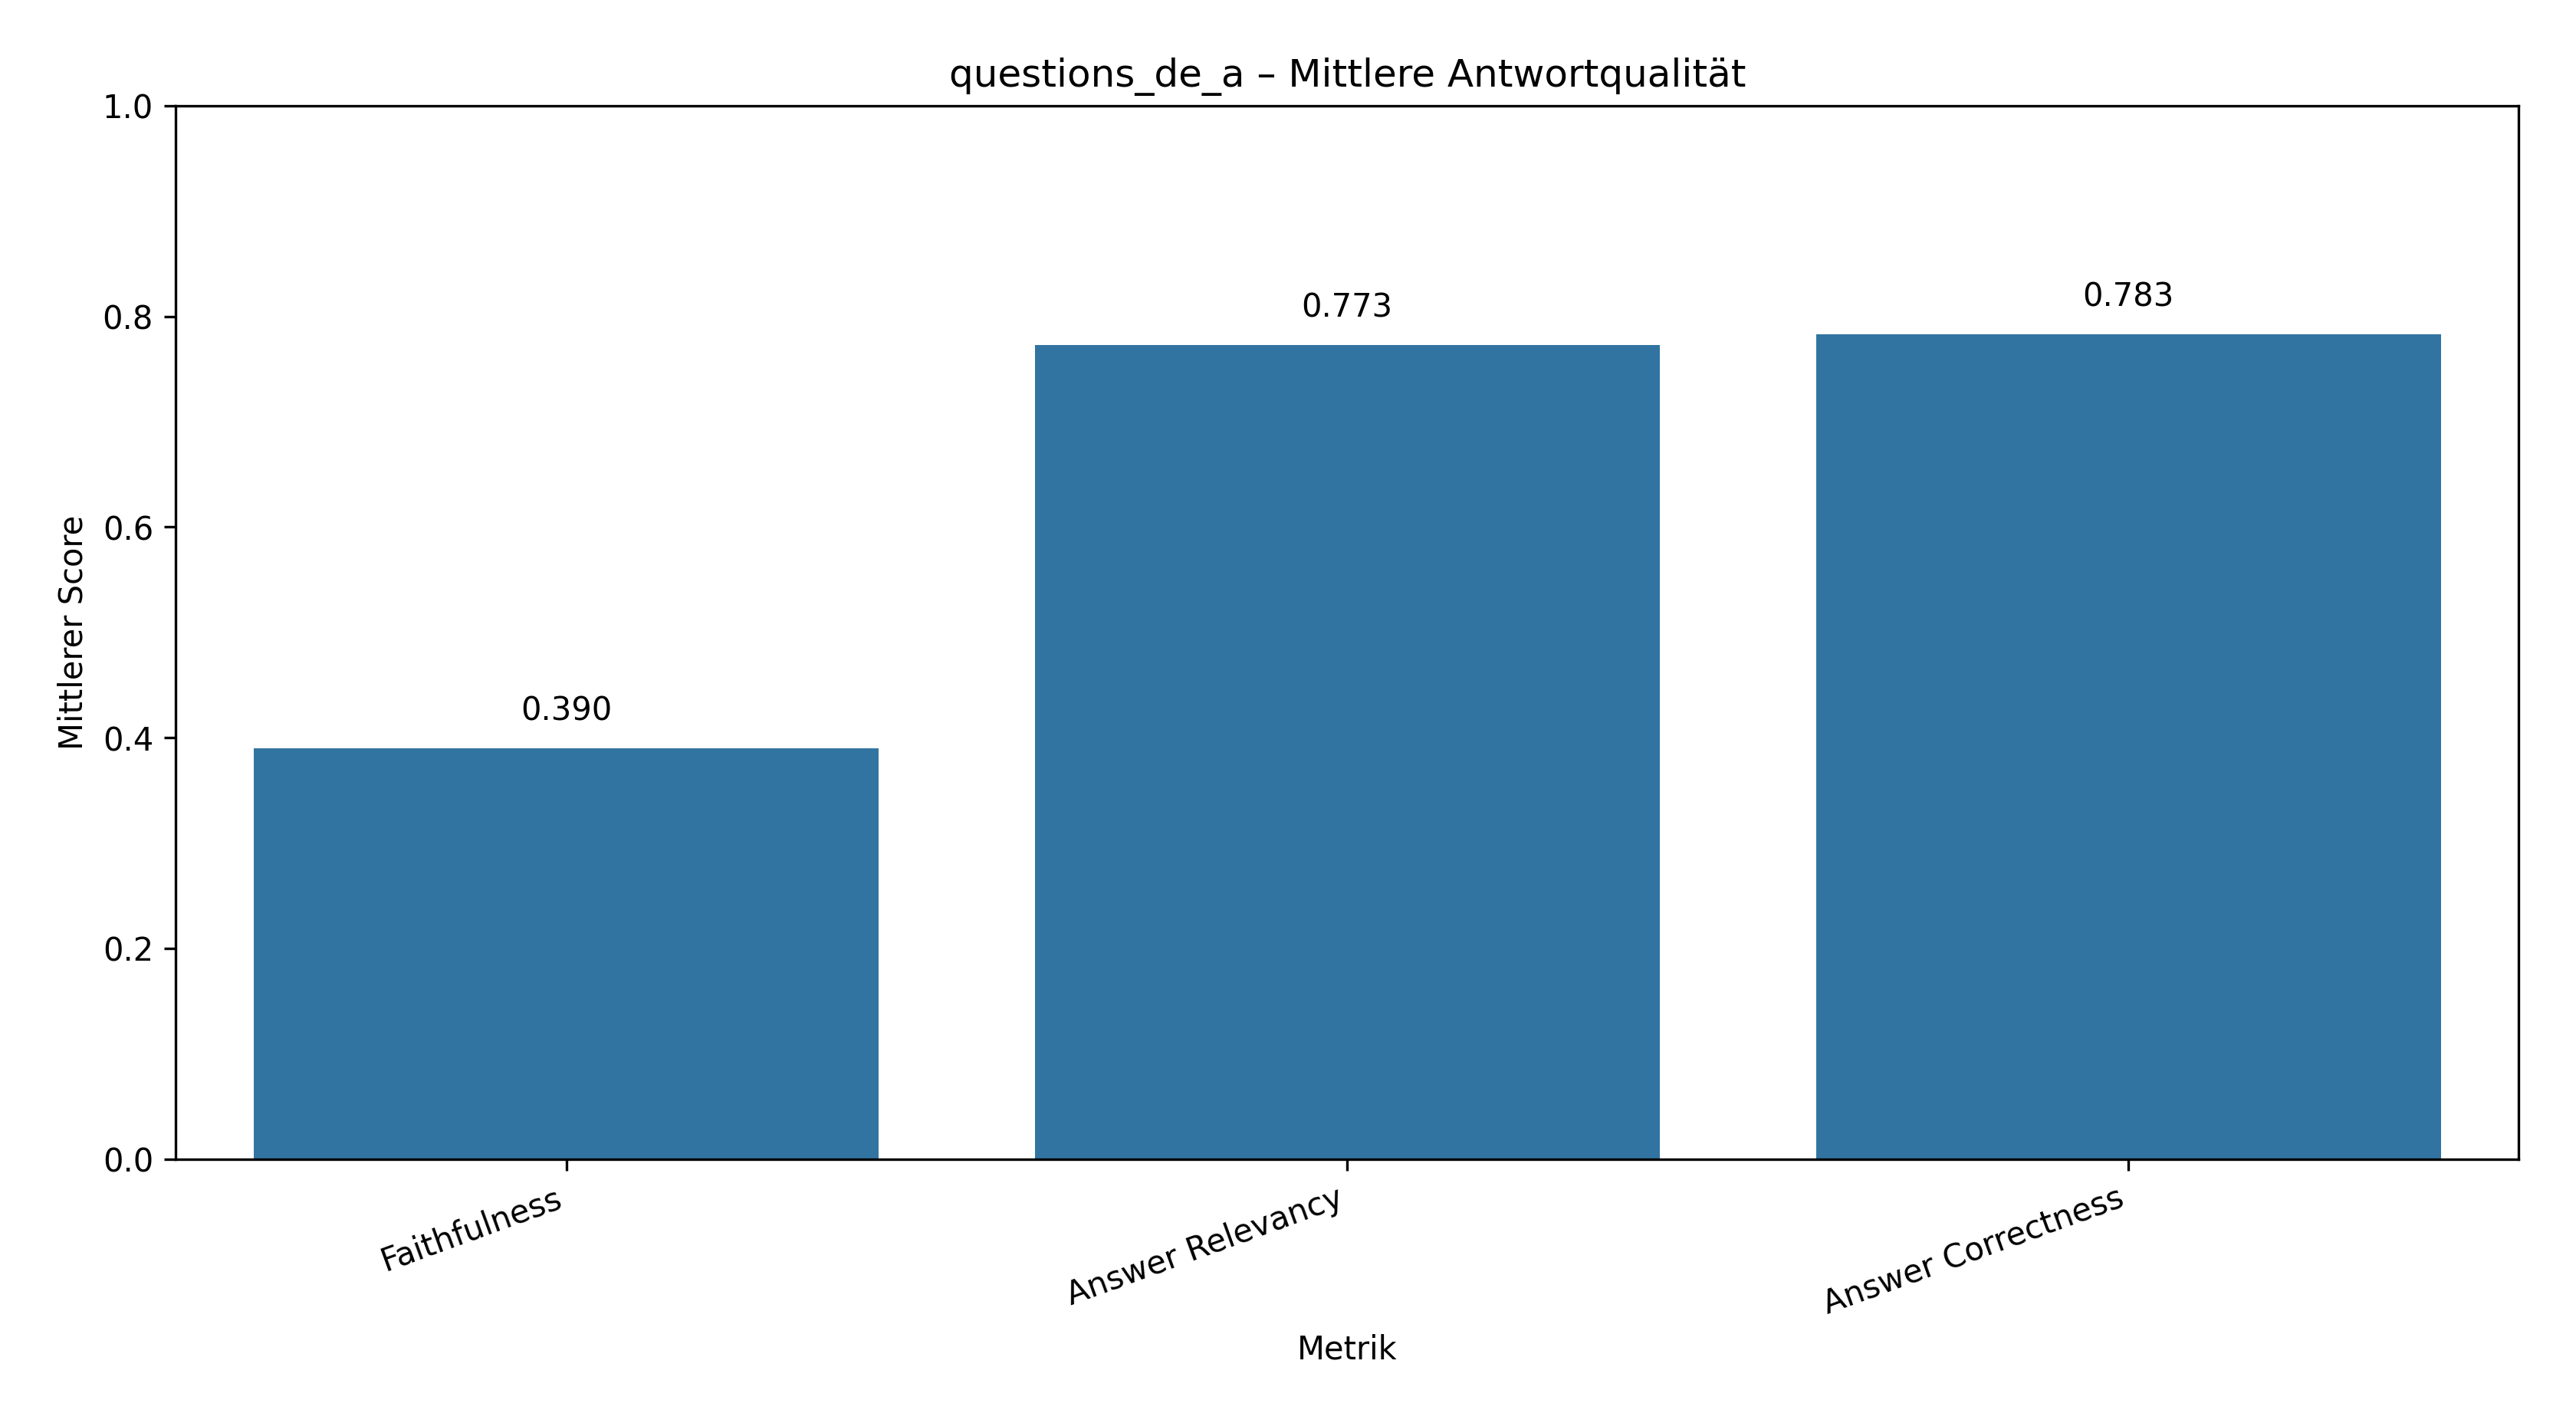 questions_de_a – Mittlere Antwortqualität
Mittlerer Score
1.0
0.8
0.6
0.4
0.2
0.0
0.390
0.773
0.783
Faithfulness
Answer Relevancy
Answer Correctness
Metrik